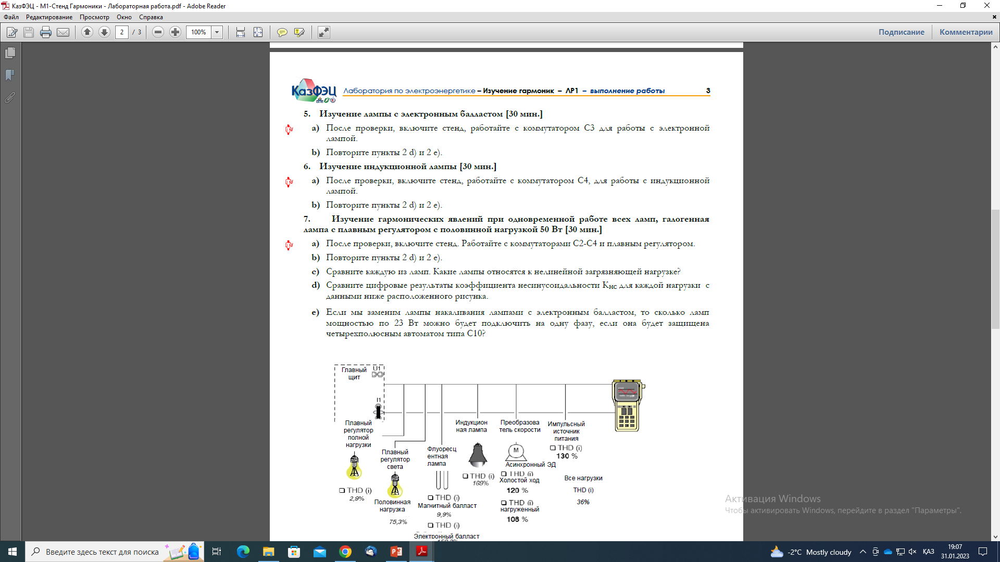 КазФЭЦ - М1-Стенд Гармоники - Лабораторная работа.pdf - Adobe Reader
Файл Редактирование Просмотр Окно Справка
2 / 3 100% Подписание Комментарии
КазФЭЦ Лаборатория по электроэнергетике – Изучение гармоник – ЛР1 – выполнение работы 3
5. Изучение лампы с электронным балластом [30 мин.]
a) После проверки, включите стенд, работайте с коммутатором С3 для работы с электронной
лампой.
b) Повторите пункты 2 d) и 2 e).
6. Изучение индукционной лампы [30 мин.]
a) После проверки, включите стенд, работайте с коммутатором С4, для работы с индукционной
лампой.
b) Повторите пункты 2 d) и 2 e).
7. Изучение гармонических явлений при одновременной работе всех ламп, галогенная
лампа с плавным регулятором с половинной нагрузкой 50 Вт [30 мин.]
a) После проверки, включите стенд. Работайте с коммутаторами С2-С4 и плавным регулятором.
b) Повторите пункты 2 d) и 2 e).
c) Сравните каждую из ламп. Какие лампы относятся к нелинейной загрязняющей нагрузке?
d) Сравните цифровые результаты коэффициента несинусоидальности Kнс для каждой нагрузки с
данными ниже расположенного рисунка.
e) Если мы заменим лампы накаливания лампами с электронным балластом, то сколько ламп
мощностью по 23 Вт можно будет подключить на одну фазу, если она будет защищена
четырехполюсным автоматом типа С10?
Главный
щит
U1
I1
Плавный
регулятор
полной
нагрузки
THD (i)
2,9%
Плавный
регулятор
света
Половинная
нагрузка
75,3%
Флуоресц
ентная
лампа
THD (i)
Магнитный балласт
9,9%
THD (i)
Электронный балласт
Индукцион
ная лампа
THD (i)
169%
Преобразова
тель скорости
M
Асинхронный ЭД
THD (i)
Холостой ход
120 %
THD (i)
нагруженный
108 %
Импульсный
источник
питания
THD (i)
130 %
Все нагрузки
THD (i)
36%
Активация Windows
Чтобы активировать Windows, перейдите в раздел "Параметры".
Введите здесь текст для поиска
-2°C Mostly cloudy
ҚАЗ
19:07
31.01.2023